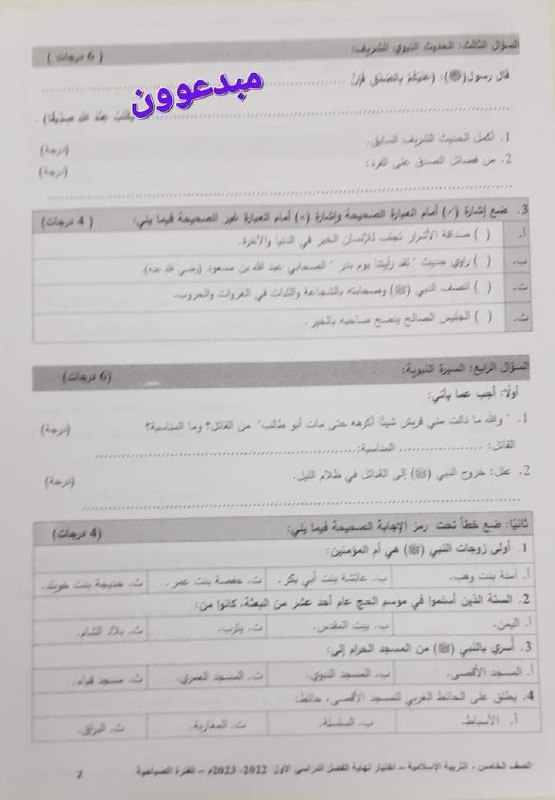 السؤال الثالث: الحديث النبوي الشريف: ( 6 درجات )
مبدعوون
قال رسول(ﷺ): (عَلَيْكُمْ بِالصِّدْقِ فَإِنَّ ........................
........................ يُكْتَبَ عِنْدَ اللهِ صِدِّيقًا) .
1. أكمل الحديث الشريف السابق. (درجة)
2. من فضائل الصدق على الفرد: (درجة)
3. ضع إشارة (✓) أمام العبارة الصحيحة وإشارة (×) أمام العبارة غير الصحيحة فيما يلي: ( 4 درجات)
أ. ( ) صداقة الأشرار تجلب للإنسان الخير في الدنيا والآخرة.
ب. ( ) راوي حديث " لقد رأيتنا يوم بدر " الصحابي عبد الله بن مسعود (رضي الله عنه).
ت. ( ) اتصف النبي (ﷺ) وصحابته بالشجاعة والثبات في الغزوات والحروب.
ث. ( ) الجليس الصالح ينصح صاحبه بالخير.
السؤال الرابع: السيرة النبوية: (6 درجات)
أولًا: أجب عما يأتي:
1. " والله ما نالت مني قريش شيئًا أكرهه حتى مات أبو طالب" من القائل؟ وما المناسبة؟ (درجة)
القائل: ........................ المناسبة: ........................
2. علل: خروج النبي (ﷺ) إلى القبائل في ظلام الليل. (درجة)
ثانيًا: ضع خطاً تحت رمز الإجابة الصحيحة فيما يلي: (4 درجات)
1. أولى زوجات النبي (ﷺ) هي أم المؤمنين:
أ. آمنة بنت وهب. ب. عائشة بنت أبي بكر. ت. حفصة بنت عمر. ث. خديجة بنت خويلد.
2. الستة الذين أسلموا في موسم الحج عام أحد عشر من البعثة، كانوا من:
أ. اليمن. ب. بيت المقدس. ت. يثرب. ث. بلاد الشام.
3. أسري بالنبي (ﷺ) من المسجد الحرام إلى:
أ. المسجد الأقصى. ب. المسجد النبوي. ت. المسجد العمري. ث. مسجد قباء.
4. يطلق على الحائط الغربي للمسجد الأقصى، حائط:
أ. الأسباط. ب. السلسلة. ت. المغاربة. ث. البراق.
الصف الخامس - التربية الإسلامية – اختبار نهاية الفصل الدراسي الأول 2022- 2023م – الفترة الصباحية 2